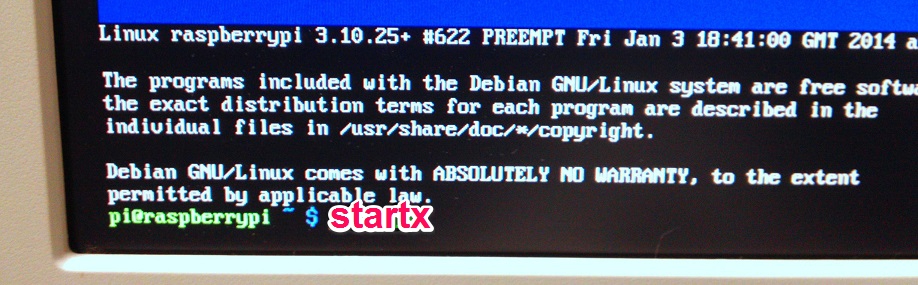 Linux raspberrypi 3.10.25+ #622 PREEMPT Fri Jan 3 18:41:00 GMT 2014 a
The programs included with the Debian GNU/Linux system are free softwa
the exact distribution terms for each program are described in the
individual files in /usr/share/doc/*/copyright.
Debian GNU/Linux comes with ABSOLUTELY NO WARRANTY, to the extent
permitted by applicable law.
pi@raspberrypi ~ $ startx